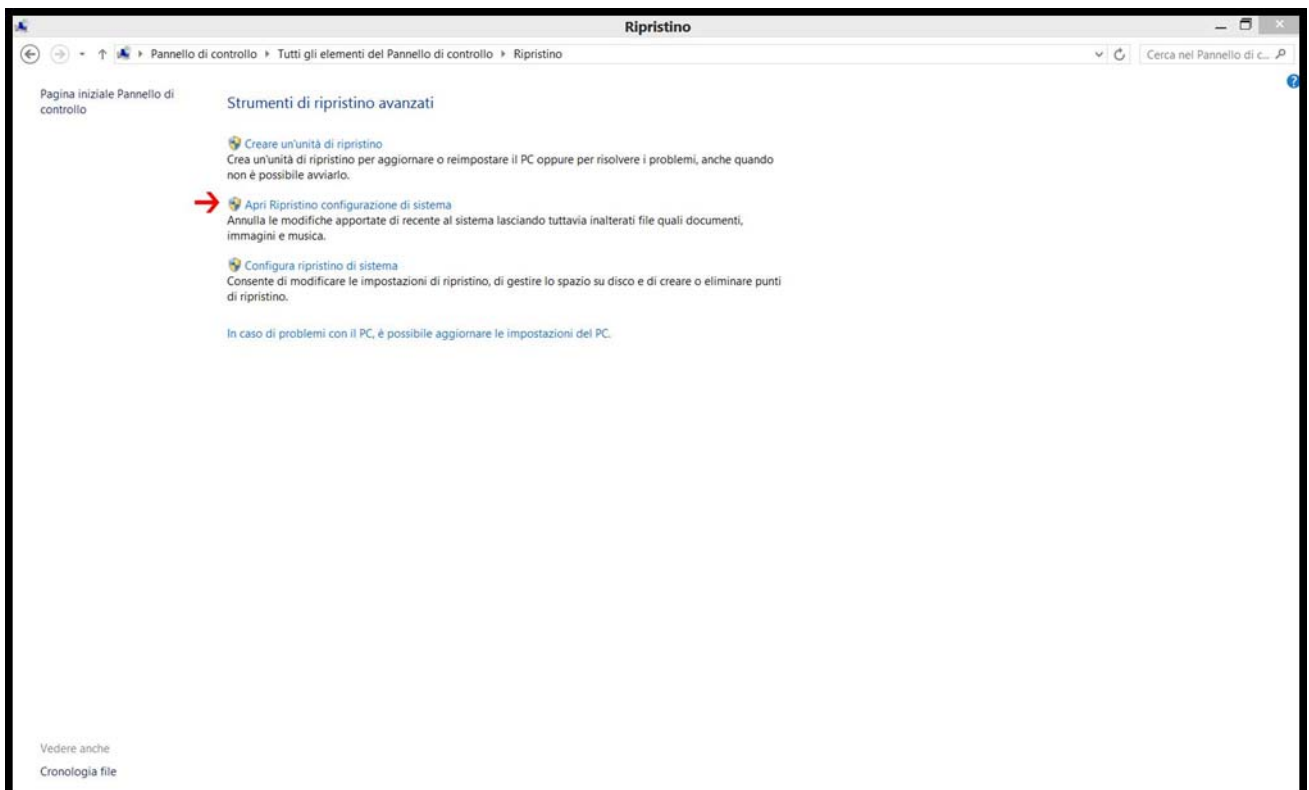 Ripristino
Pannello di controllo ▸ Tutti gli elementi del Pannello di controllo ▸ Ripristino
Cerca nel Pannello di c...
Pagina iniziale Pannello di
controllo
Strumenti di ripristino avanzati
Creare un'unità di ripristino
Crea un'unità di ripristino per aggiornare o reimpostare il PC oppure per risolvere i problemi, anche quando
non è possibile avviarlo.
Apri Ripristino configurazione di sistema
Annulla le modifiche apportate di recente al sistema lasciando tuttavia inalterati file quali documenti,
immagini e musica.
Configura ripristino di sistema
Consente di modificare le impostazioni di ripristino, di gestire lo spazio su disco e di creare o eliminare punti
di ripristino.
In caso di problemi con il PC, è possibile aggiornare le impostazioni del PC.
Vedere anche
Cronologia file